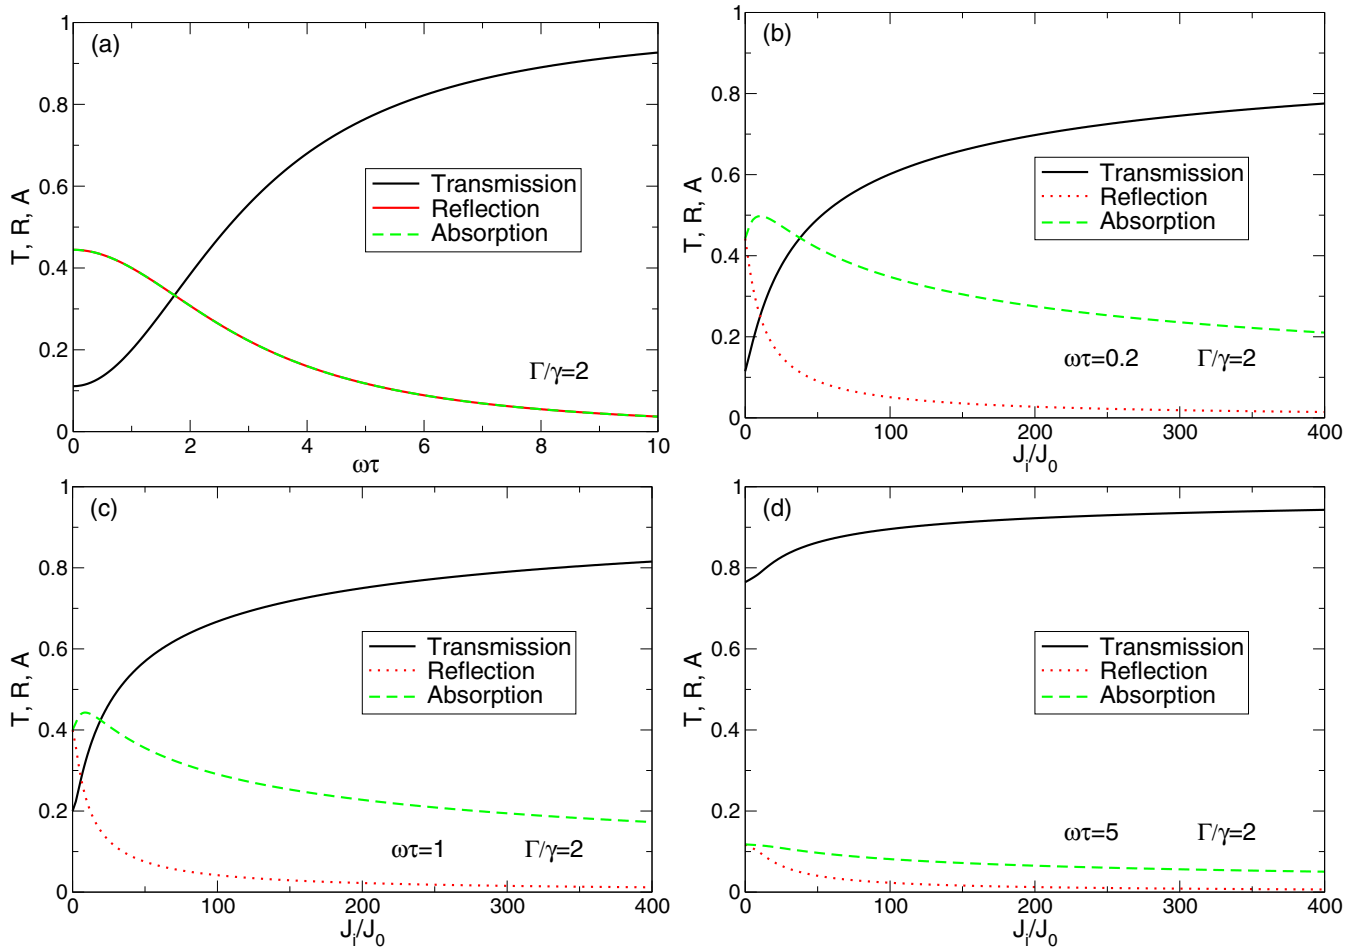 (a)
1
0.8
0.6
0.4
0.2
0
T, R, A
Transmission
Reflection
Absorption
Γ/γ=2
0 2 4 6 8 10
ωτ
(b)
1
0.8
0.6
0.4
0.2
0
T, R, A
Transmission
Reflection
Absorption
ωτ=0.2 Γ/γ=2
0 100 200 300 400
Ji/J0
(c)
1
0.8
0.6
0.4
0.2
0
T, R, A
Transmission
Reflection
Absorption
ωτ=1 Γ/γ=2
0 100 200 300 400
Ji/J0
(d)
1
0.8
0.6
0.4
0.2
0
T, R, A
Transmission
Reflection
Absorption
ωτ=5 Γ/γ=2
0 100 200 300 400
Ji/J0